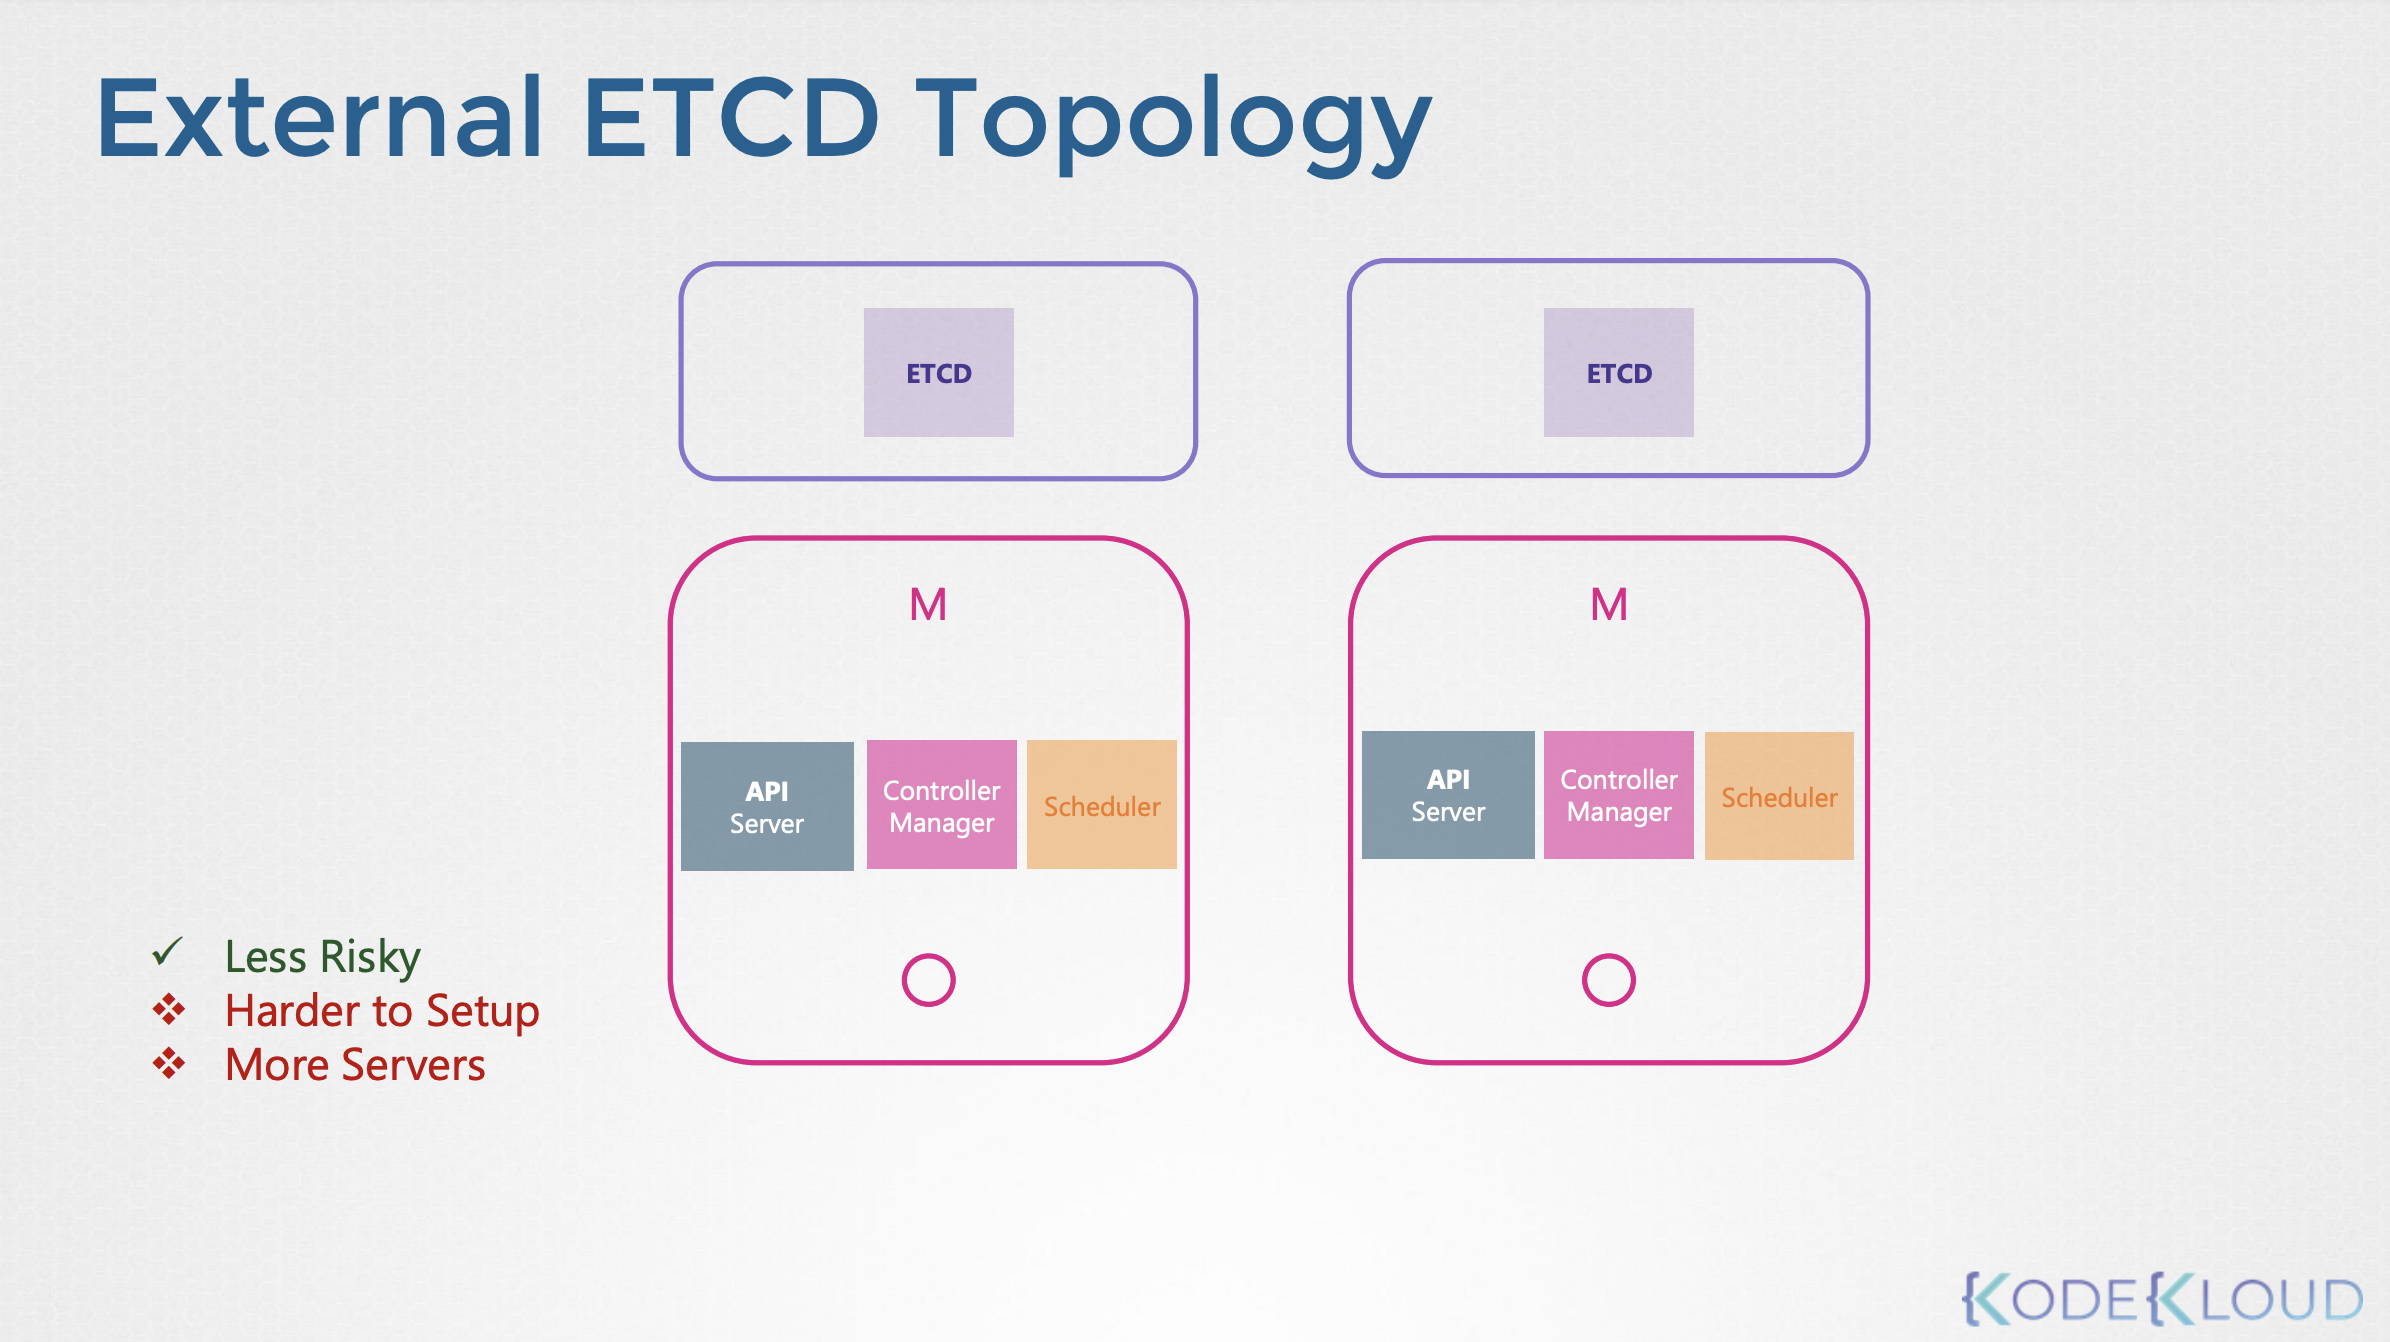 External ETCD Topology
ETCD
ETCD
M
M
API
Server
Controller
Manager
Scheduler
API
Server
Controller
Manager
Scheduler
Less Risky
Harder to Setup
More Servers
KODEKLOUD